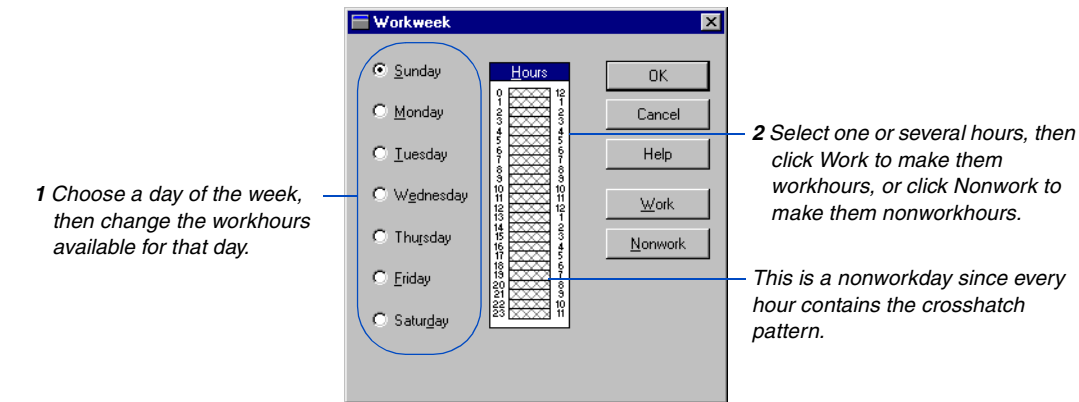 Workweek
Sunday
Monday
Tuesday
Wednesday
Thursday
Friday
Saturday
Hours
0 12
1 1
2 2
3 3
4 4
5 5
6 6
7 7
8 8
9 9
10 10
11 11
12 12
13 1
14 2
15 3
16 4
17 5
18 6
19 7
20 8
21 9
22 10
23 11
OK
Cancel
Help
Work
Nonwork
1 Choose a day of the week,
then change the workhours
available for that day.
2 Select one or several hours, then
click Work to make them
workhours, or click Nonwork to
make them nonworkhours.
This is a nonworkday since every
hour contains the crosshatch
pattern.